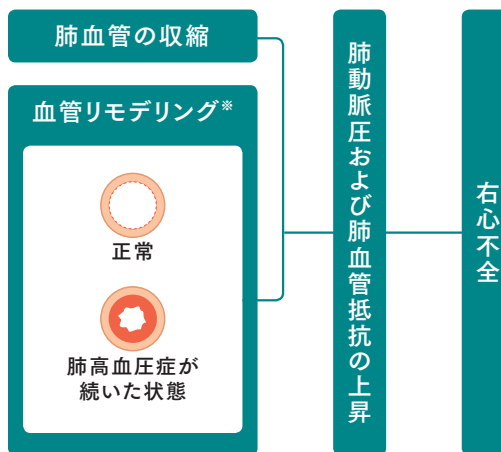 肺血管の収縮
血管リモデリング※
正常
肺高血圧症が
続いた状態
肺動脈圧および肺血管抵抗の上昇
右心不全